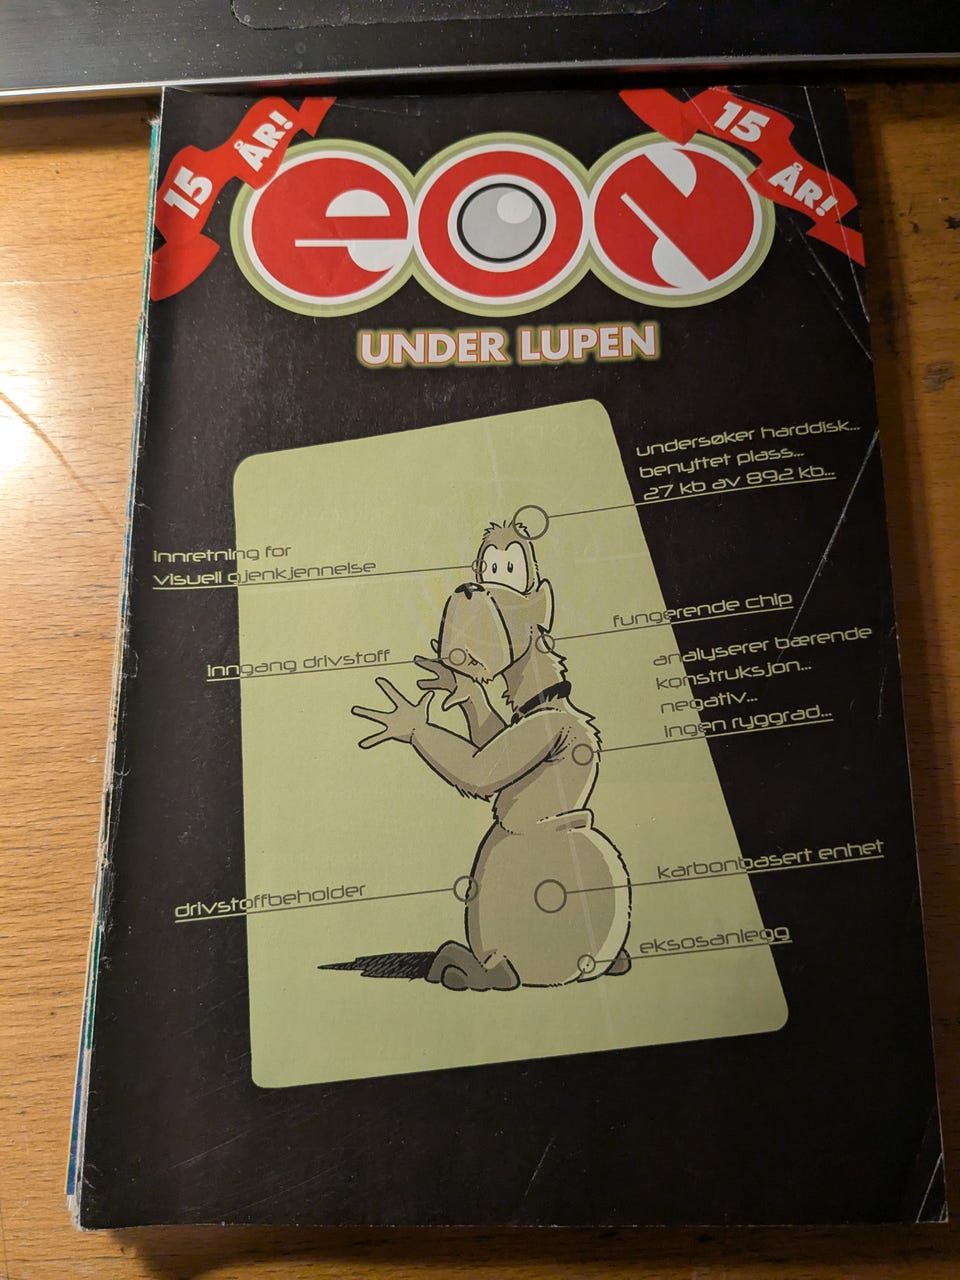 15 ÅR!
15 ÅR!
eon
UNDER LUPEN
undersøker harddisk...
benyttet plass...
27 kb av 892 kb...
innretning for
visuell gjenkjennelse
fungerende chip
inngang drivstoff
analyserer bærende
konstruksjon...
negativ...
ingen ryggrad...
karbonbasert enhet
drivstoffbeholder
eksosanlegg